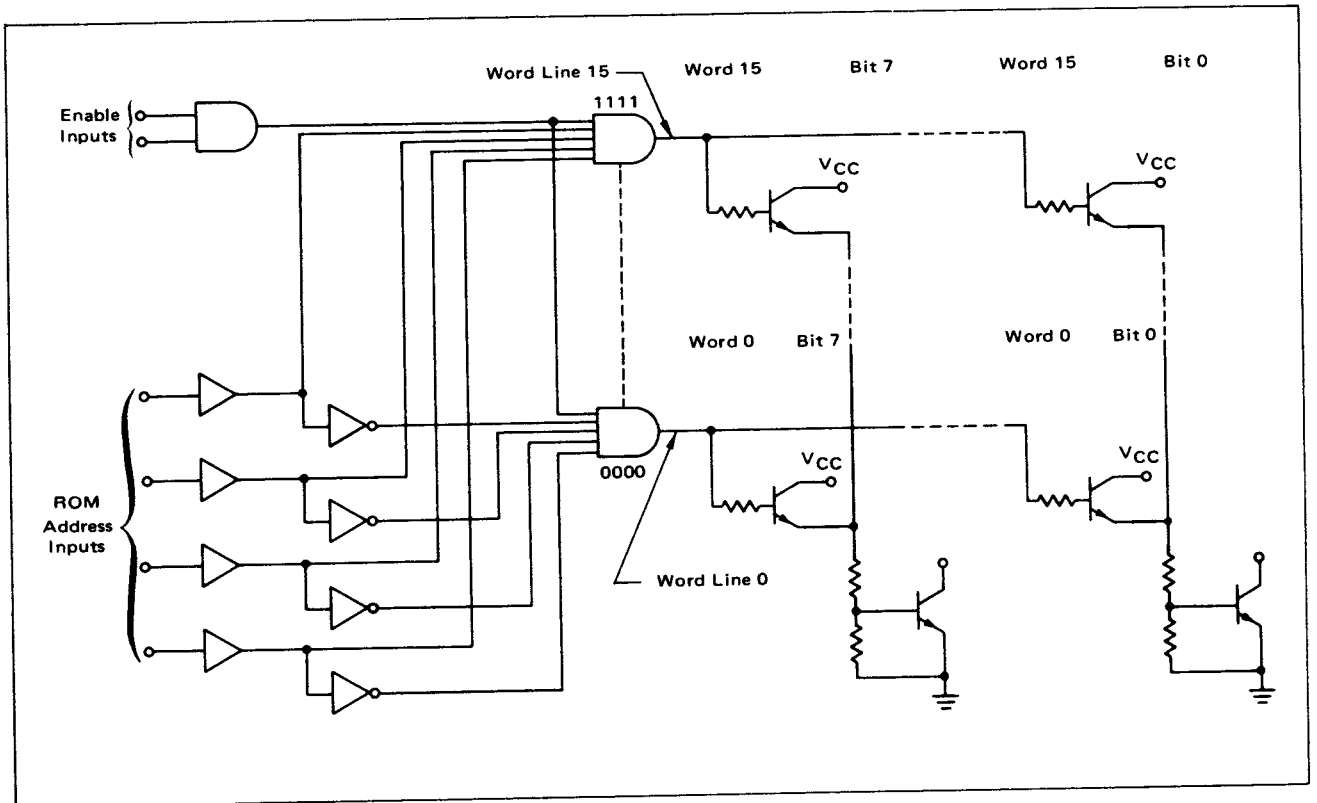 Word Line 15
Word 15
Bit 7
Word 15
Bit 0
Enable
Inputs
1111
VCC
VCC
Word 0
Bit 7
Word 0
Bit 0
0000
VCC
VCC
ROM
Address
Inputs
Word Line 0